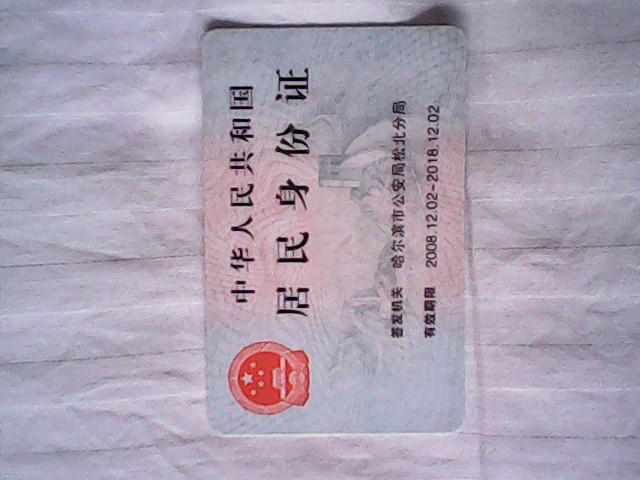 中华人民共和国
居民身份证
签发机关 哈尔滨市公安局松北分局
有效期限 2008.12.02-2018.12.02